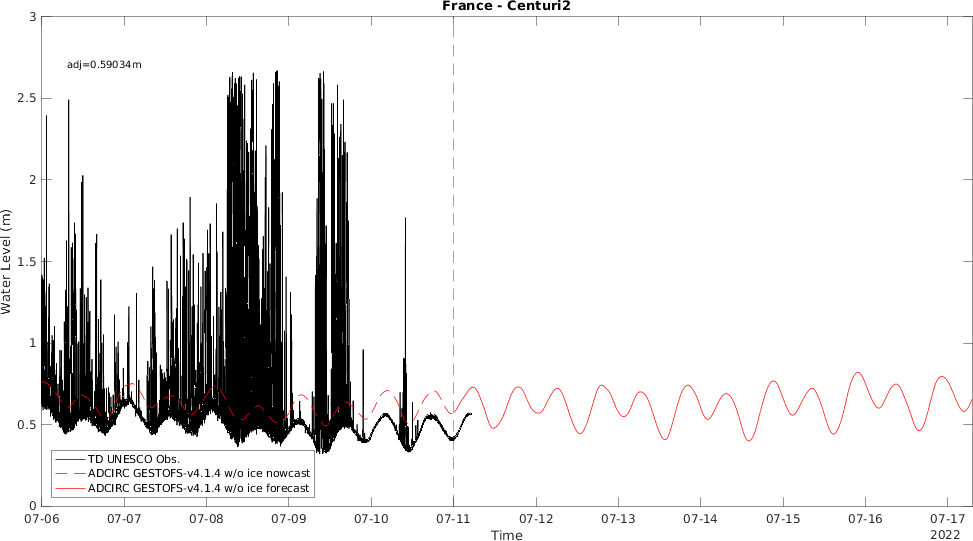 France - Centuri2
3
adj=0.59034m
2.5
2
1.5
1
0.5
0
Water Level (m)
TD UNESCO Obs.
ADCIRC GESTOFS-v4.1.4 w/o ice nowcast
ADCIRC GESTOFS-v4.1.4 w/o ice forecast
07-06 07-07 07-08 07-09 07-10 07-11 07-12 07-13 07-14 07-15 07-16 07-17
Time 2022